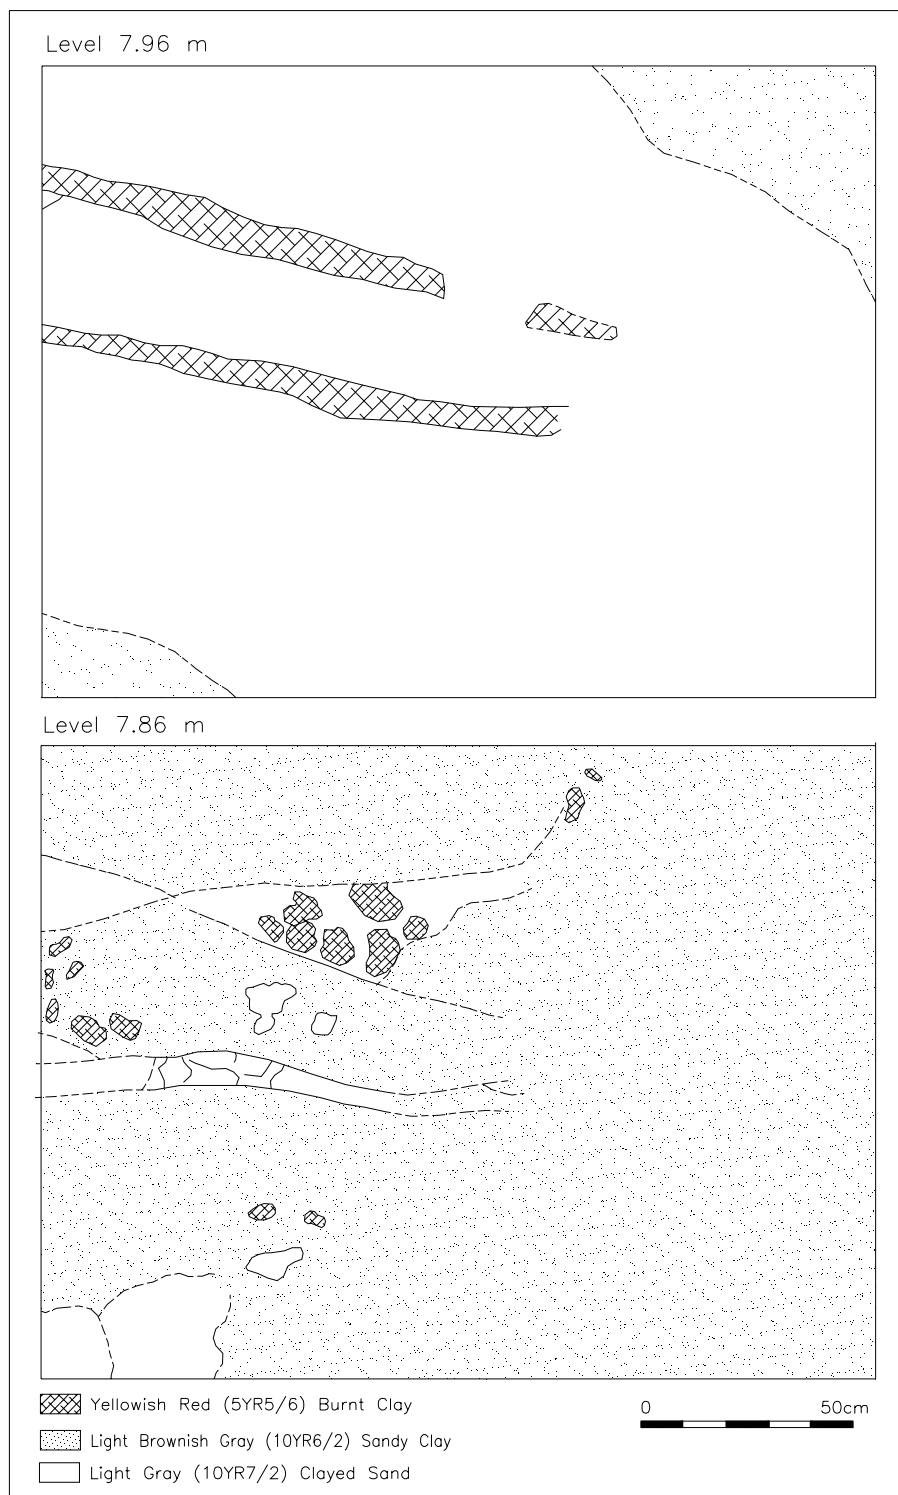 Level 7.96 m
Level 7.86 m
Yellowish Red (5YR5/6) Burnt Clay
0 50cm
Light Brownish Gray (10YR6/2) Sandy Clay
Light Gray (10YR7/2) Clayed Sand